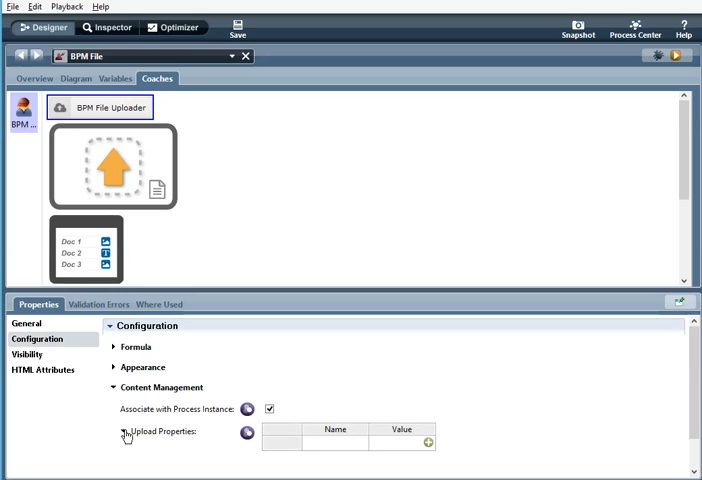 File Edit Playback Help
Designer Inspector Optimizer Save Snapshot Process Center Help
BPM File
Overview Diagram Variables Coaches
BPM ... BPM File Uploader
Doc 1
Doc 2 T
Doc 3
Properties Validation Errors Where Used
General
Configuration
Visibility
HTML Attributes
Configuration
Formula
Appearance
Content Management
Associate with Process Instance:
Upload Properties: Name Value